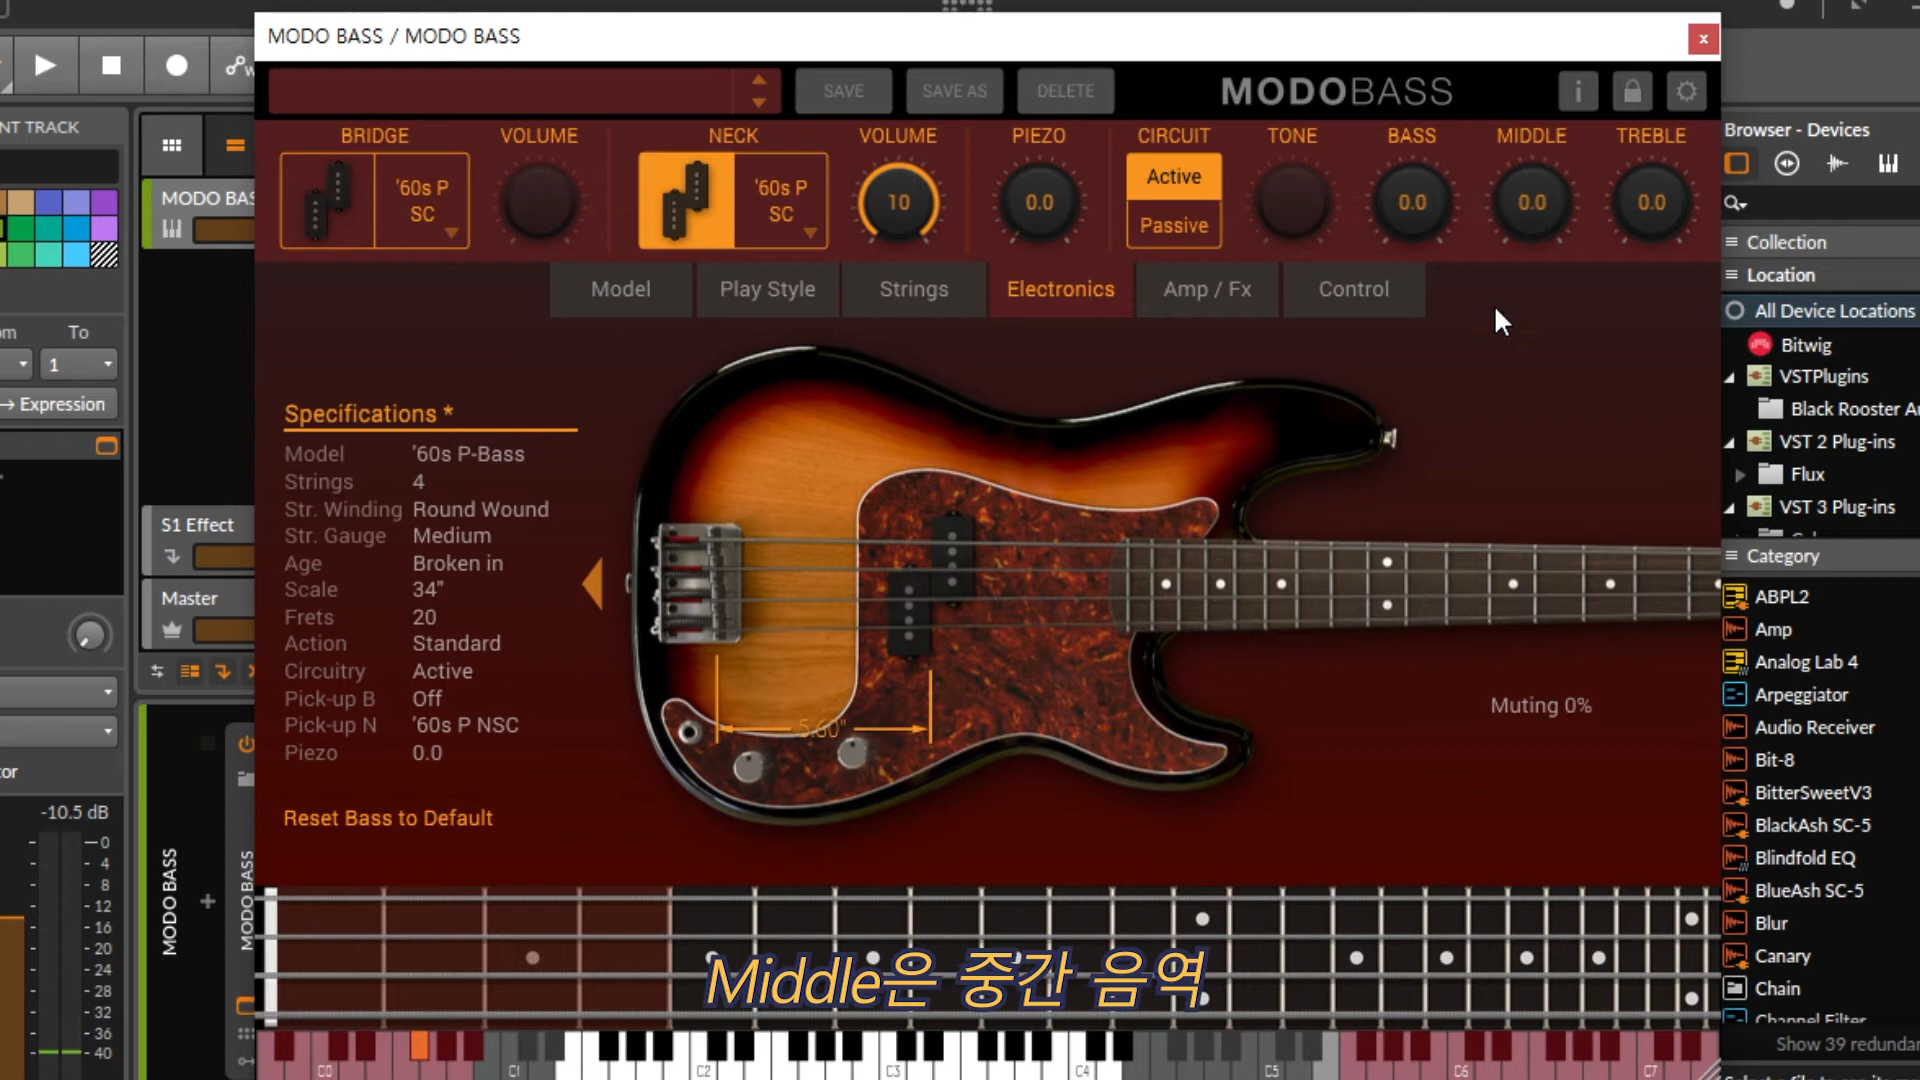 MODO BASS / MODO BASS
x
SAVE
SAVE AS
DELETE
MODOBASS
NT TRACK
BRIDGE
VOLUME
NECK
VOLUME
PIEZO
CIRCUIT
TONE
BASS
MIDDLE
TREBLE
'60s P
SC
'60s P
SC
10
0.0
Active
Passive
0.0
0.0
0.0
MODO BAS
Browser - Devices
Collection
Location
All Device Locations
Bitwig
VSTPlugins
Black Rooster Au
VST 2 Plug-ins
Flux
VST 3 Plug-ins
Category
ABPL2
Amp
Analog Lab 4
Arpeggiator
Audio Receiver
Bit-8
BitterSweetV3
BlackAsh SC-5
Blindfold EQ
BlueAsh SC-5
Blur
Canary
Chain
Channel Filter
Show 39 redundan
Model
Play Style
Strings
Electronics
Amp / Fx
Control
om
To
1
Expression
Specifications *
Model '60s P-Bass
Strings 4
Str. Winding Round Wound
Str. Gauge Medium
Age Broken in
Scale 34"
Frets 20
Action Standard
Circuitry Active
Pick-up B Off
Pick-up N '60s P NSC
Piezo 0.0
Reset Bass to Default
5.60"
Muting 0%
S1 Effect
Master
tor
-10.5 dB
0
4
8
12
16
20
24
28
32
36
40
MODO BASS
MODO BASS
Middle은 중간 음역
C0
C1
C2
C3
C4
C5
C6
C7